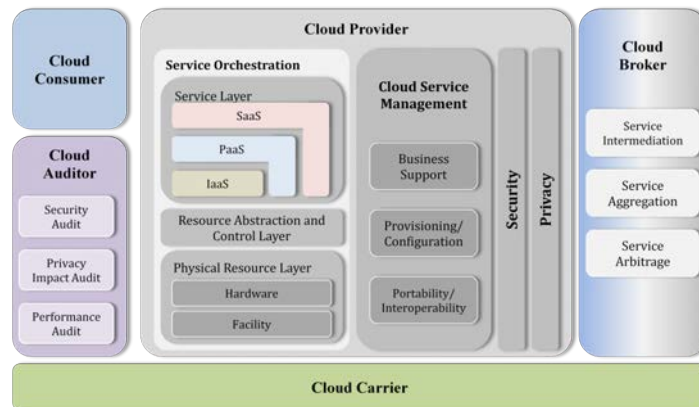 Cloud
Consumer
Cloud
Auditor
Security
Audit
Privacy
Impact Audit
Performance
Audit
Cloud Provider
Service Orchestration
Service Layer
SaaS
PaaS
IaaS
Resource Abstraction and
Control Layer
Physical Resource Layer
Hardware
Facility
Cloud Service
Management
Business
Support
Provisioning/
Configuration
Portability/
Interoperability
Security
Privacy
Cloud
Broker
Service
Intermediation
Service
Aggregation
Service
Arbitrage
Cloud Carrier